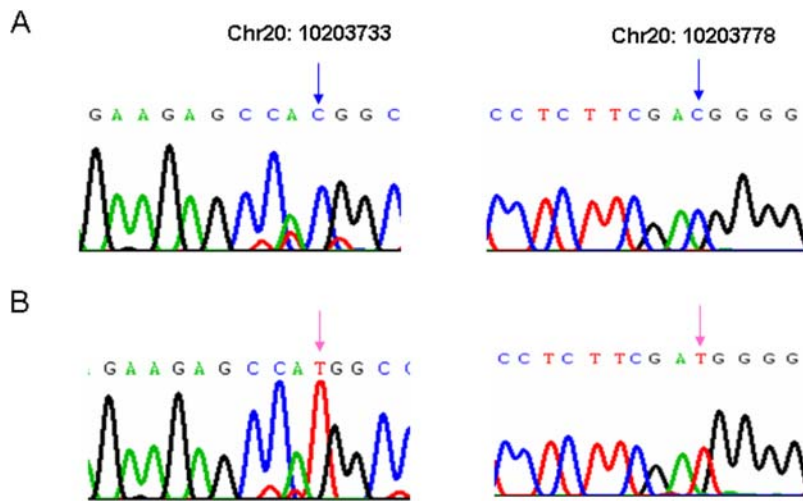 A
Chr20: 10203733
Chr20: 10203778
G A A G A G C C A C G G C
C C T C T T C G A C G G G G
B
G A A G A G C C A T G G C
C C T C T T C G A T G G G G